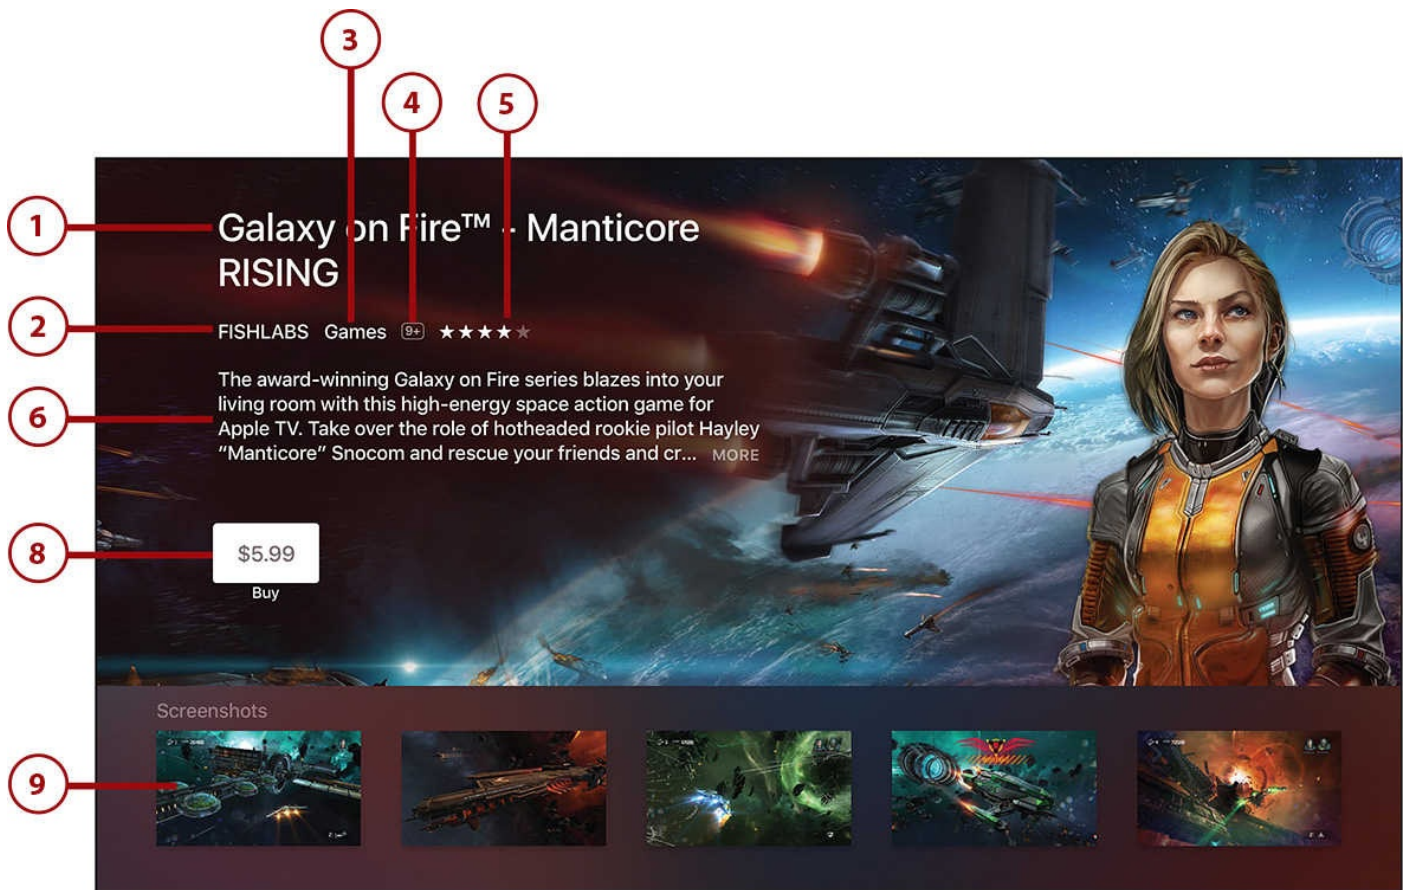 3
4
5
1
Galaxy on Fire™ - Manticore
RISING
2
FISHLABS Games 9+
6
The award-winning Galaxy on Fire series blazes into your
living room with this high-energy space action game for
Apple TV. Take over the role of hotheaded rookie pilot Hayley
“Manticore” Snocom and rescue your friends and cr... MORE
8
$5.99
Buy
Screenshots
9